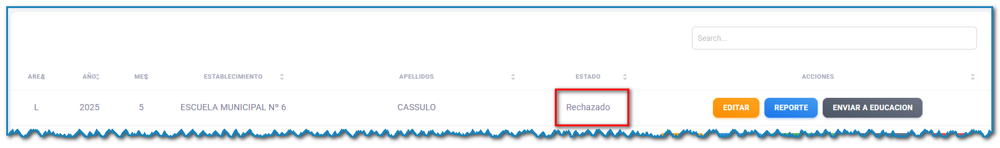 Search...
AREA AÑO MES ESTABLECIMIENTO APELLIDOS ESTADO ACCIONES
L 2025 5 ESCUELA MUNICIPAL Nº 6 CASSULO Rechazado EDITAR REPORTE ENVIAR A EDUCACION